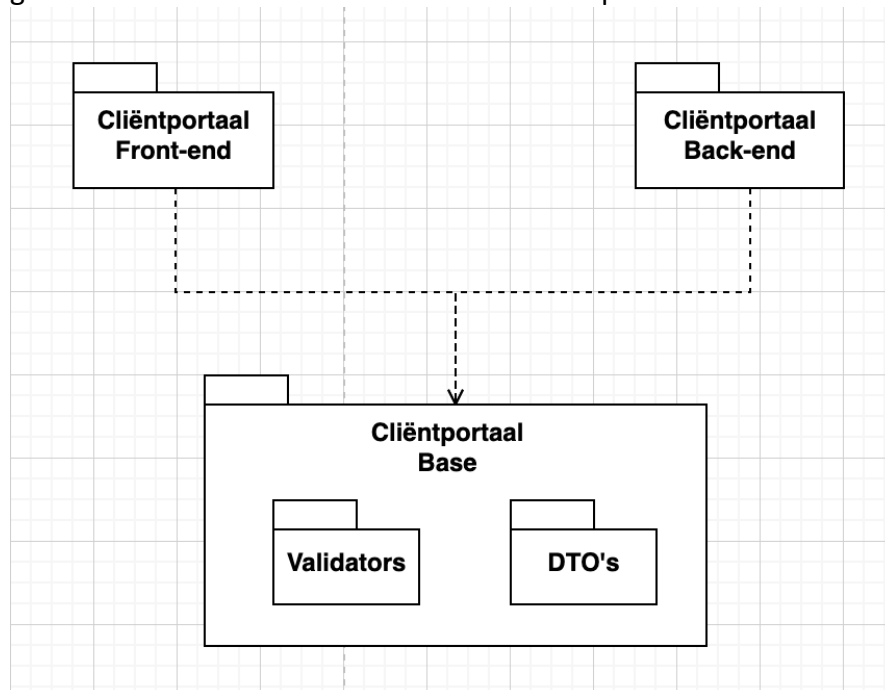 Cliëntportaal
Front-end
Cliëntportaal
Back-end
Cliëntportaal
Base
Validators
DTO's